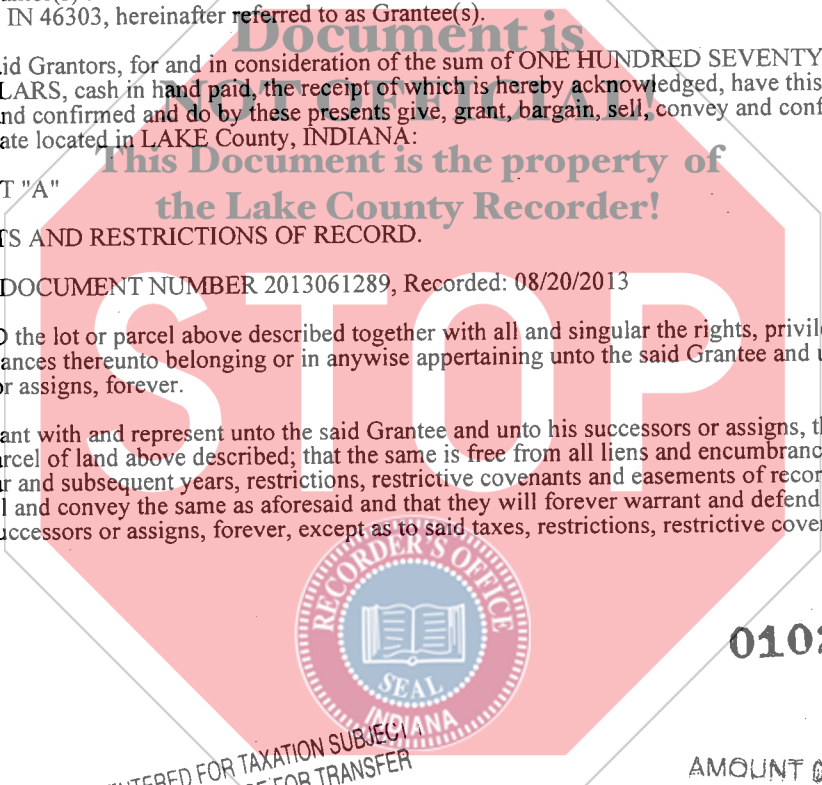 IN 46303, hereinafter referred to as Grantee(s).
Document is
id Grantors, for and in consideration of the sum of ONE HUNDRED SEVENTY
NOT OFFICIAL!
LARS, cash in hand paid, the receipt of which is hereby acknowledged, have this
nd confirmed and do by these presents give, grant, bargain, sell, convey and conf
ate located in LAKE County, INDIANA:
This Document is the property of
T "A"
the Lake County Recorder!
TS AND RESTRICTIONS OF RECORD.
DOCUMENT NUMBER 2013061289, Recorded: 08/20/2013
STOP
O the lot or parcel above described together with all and singular the rights, privil
ances thereunto belonging or in anywise appertaining unto the said Grantee and u
or assigns, forever.
ant with and represent unto the said Grantee and unto his successors or assigns, th
rcel of land above described; that the same is free from all liens and encumbranc
r and subsequent years, restrictions, restrictive covenants and easements of recor
l and convey the same as aforesaid and that they will forever warrant and defend
uccessors or assigns, forever, except as to said taxes, restrictions, restrictive cove
RECORDER'S OFFICE
SEAL
INDIANA
0102
NTERED FOR TAXATION SUBJECT
FOR TRANSFER
AMOUNT